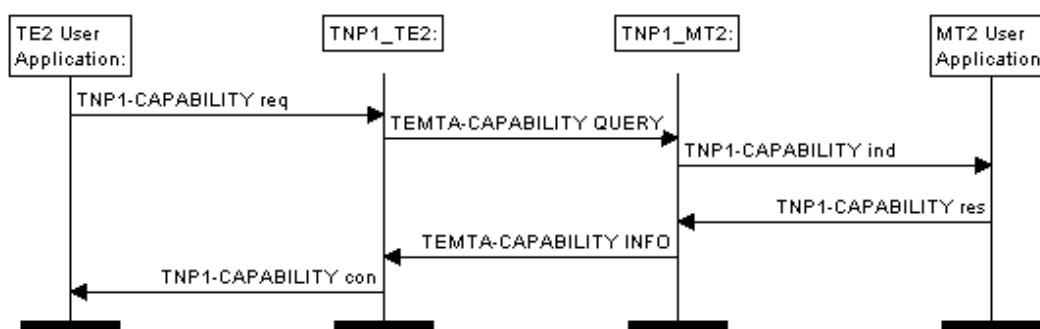 TE2 User
Application:
TNP1_TE2:
TNP1_MT2:
MT2 User
Application
TNP1-CAPABILITY req
TEMTA-CAPABILITY QUERY
TNP1-CAPABILITY ind
TNP1-CAPABILITY res
TEMTA-CAPABILITY INFO
TNP1-CAPABILITY con